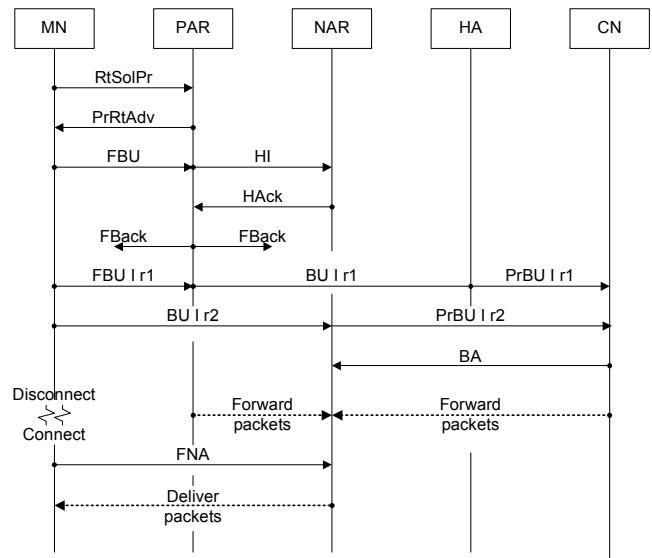 MN PAR NAR HA CN
RtSolPr
PrRtAdv
FBU HI
HAck
FBack FBack
FBU I r1 BU I r1 PrBU I r1
BU I r2 PrBU I r2
BA
Disconnect
Forward Forward
packets packets
Connect
FNA
Deliver
packets